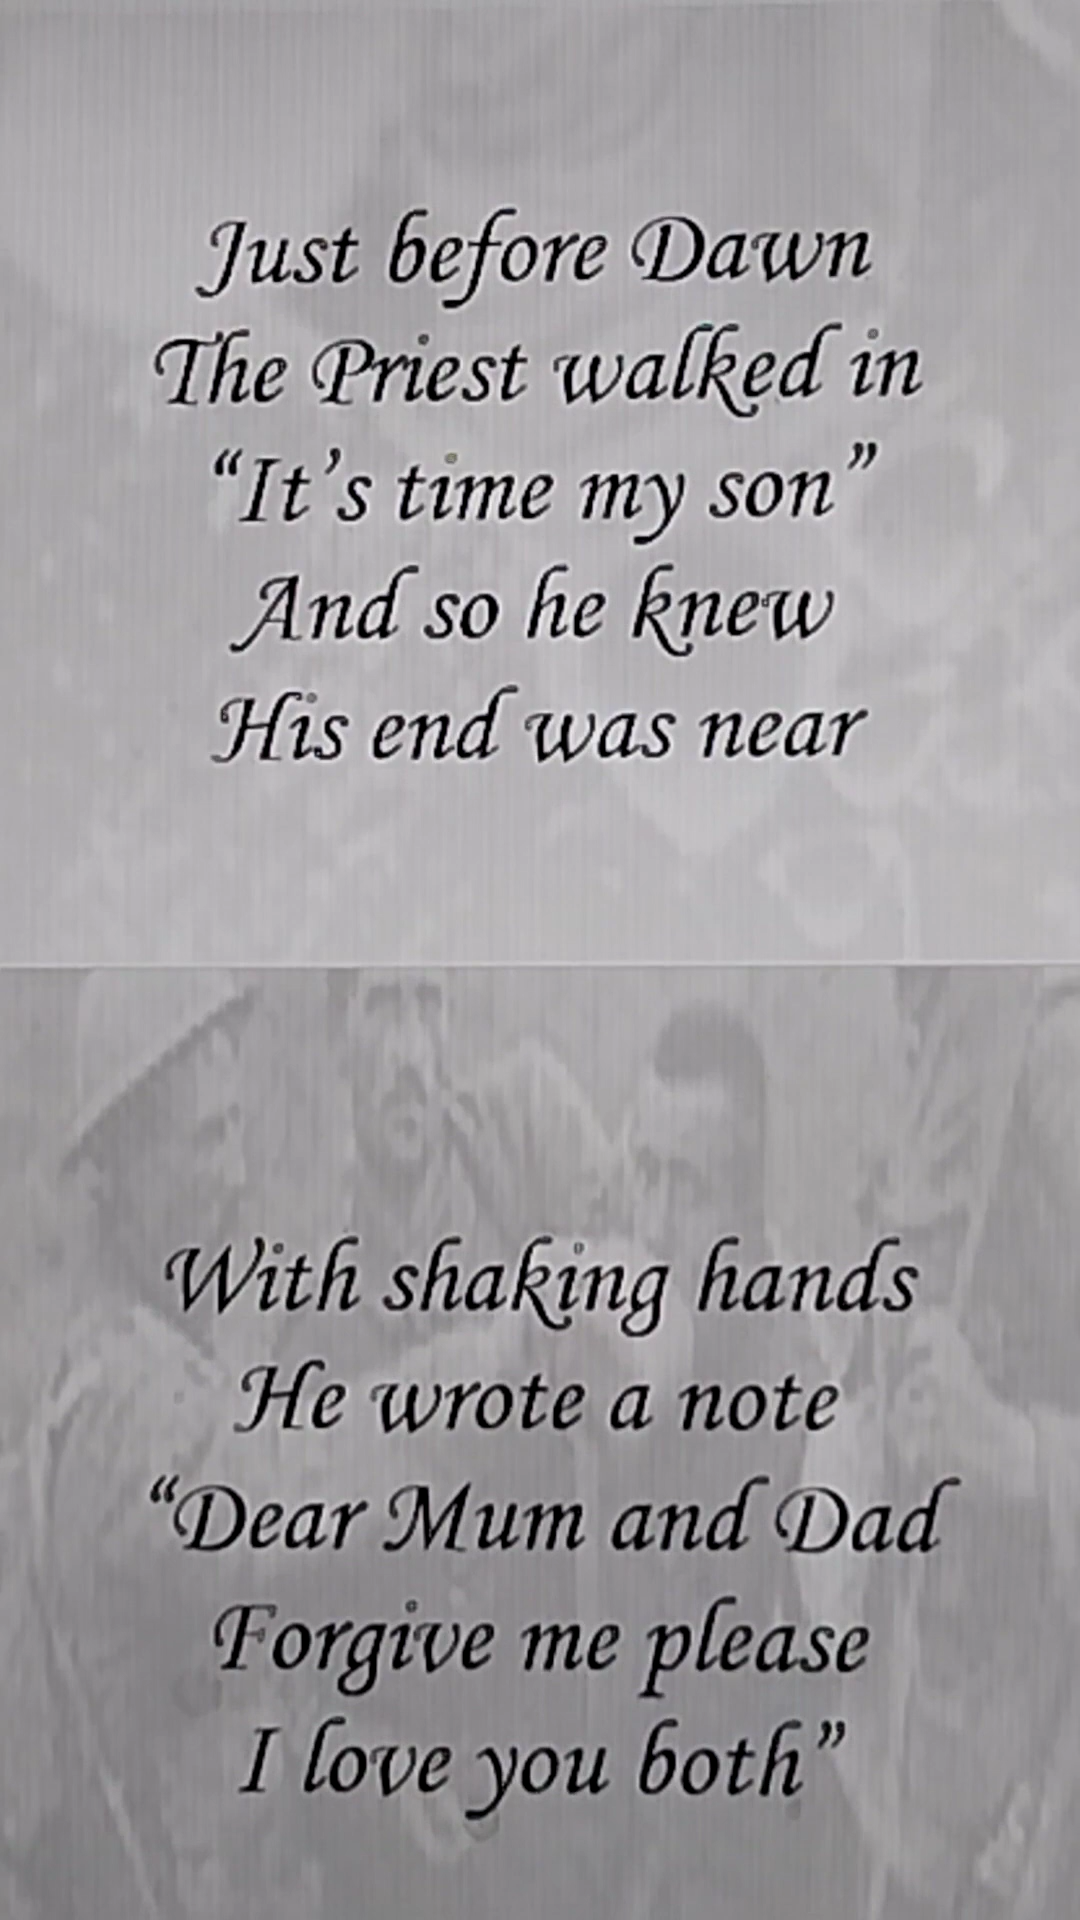 Just before Dawn
The Priest walked in
“It’s time my son”
And so he knew
His end was near
With shaking hands
He wrote a note
“Dear Mum and Dad
Forgive me please
I love you both”